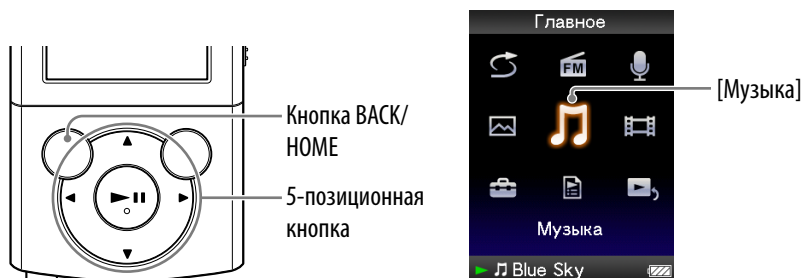 Кнопка BACK/
HOME
5-позиционная
кнопка
Главное
FM
[Музыка]
Музыка
Blue Sky